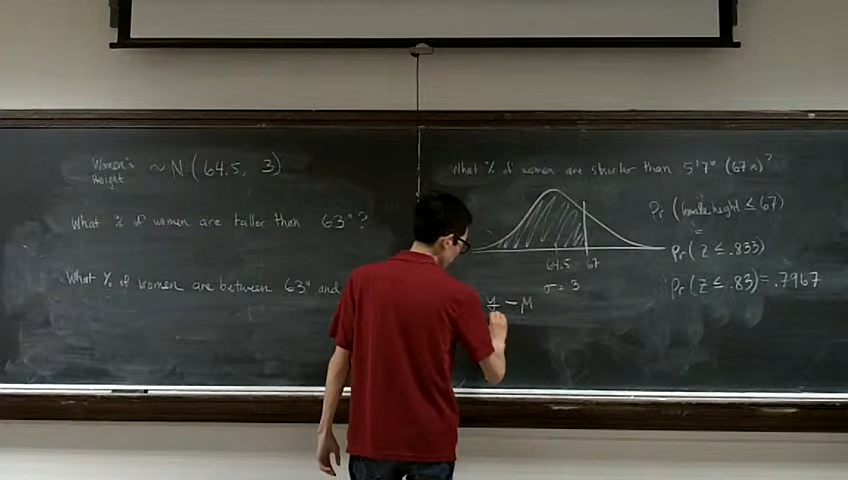 Women's Height ~ N(64.5, 3)
What % of women are taller than 63"?
What % of women are between 63" and
What % of women are shorter than 5'7" (67in)?
64.5 67
σ = 3
y - μ
Pr(female height ≤ 67)
=
Pr(z ≤ .833)
Pr(z ≤ .83) = .7967